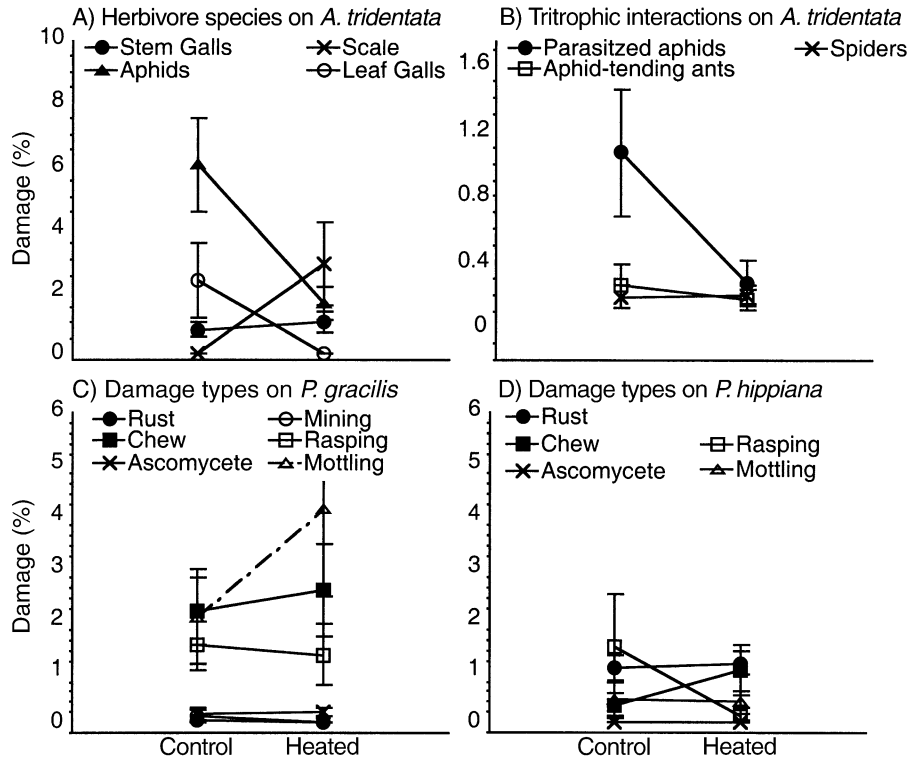 A) Herbivore species on A. tridentata
Stem Galls Scale
Aphids Leaf Galls
10
8
6
4
2
0
Damage (%)
B) Tritrophic interactions on A. tridentata
Parasitzed aphids Spiders
Aphid-tending ants
1.6
1.2
0.8
0.4
0
C) Damage types on P. gracilis
Rust Mining
Chew Rasping
Ascomycete Mottling
6
5
4
3
2
1
0
Damage (%)
Control Heated
D) Damage types on P. hippiana
Rust
Chew Rasping
Ascomycete Mottling
6
5
4
3
2
1
0
Control Heated